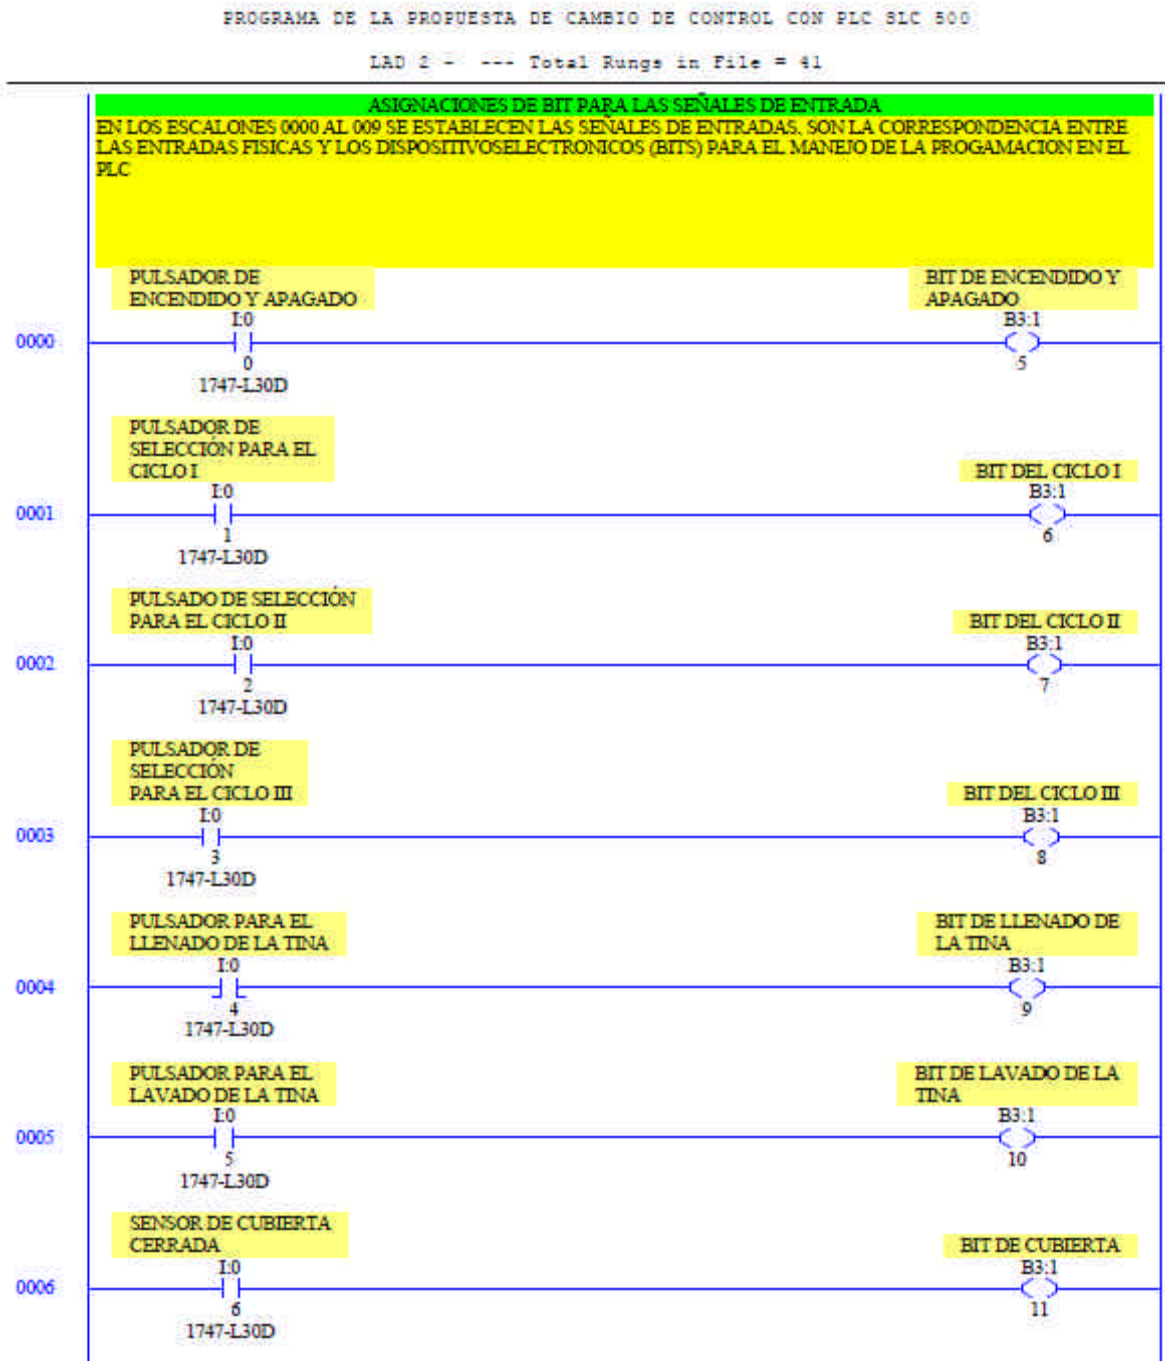 PROGRAMA DE LA PROPUESTA DE CAMBIO DE CONTROL CON PLC SLC 500
LAD 2 - --- Total Rungs in File = 41
ASIGNACIONES DE BIT PARA LAS SEÑALES DE ENTRADA
EN LOS ESCALONES 0000 AL 009 SE ESTABLECEN LAS SEÑALES DE ENTRADAS, SON LA CORRESPONDENCIA ENTRE
LAS ENTRADAS FISICAS Y LOS DISPOSITIVOSELECTRONICOS (BITS) PARA EL MANEJO DE LA PROGAMACION EN EL
PLC
PULSADOR DE
ENCENDIDO Y APAGADO
I:0
0
1747-L30D
BIT DE ENCENDIDO Y
APAGADO
B3:1
5
0000
PULSADOR DE
SELECCIÓN PARA EL
CICLO I
I:0
1
1747-L30D
BIT DEL CICLO I
B3:1
6
0001
PULSADO DE SELECCIÓN
PARA EL CICLO II
I:0
2
1747-L30D
BIT DEL CICLO II
B3:1
7
0002
PULSADOR DE
SELECCIÓN
PARA EL CICLO III
I:0
3
1747-L30D
BIT DEL CICLO III
B3:1
8
0003
PULSADOR PARA EL
LLENADO DE LA TINA
I:0
4
1747-L30D
BIT DE LLENADO DE
LA TINA
B3:1
9
0004
PULSADOR PARA EL
LAVADO DE LA TINA
I:0
5
1747-L30D
BIT DE LAVADO DE LA
TINA
B3:1
10
0005
SENSOR DE CUBIERTA
CERRADA
I:0
6
1747-L30D
BIT DE CUBIERTA
B3:1
11
0006